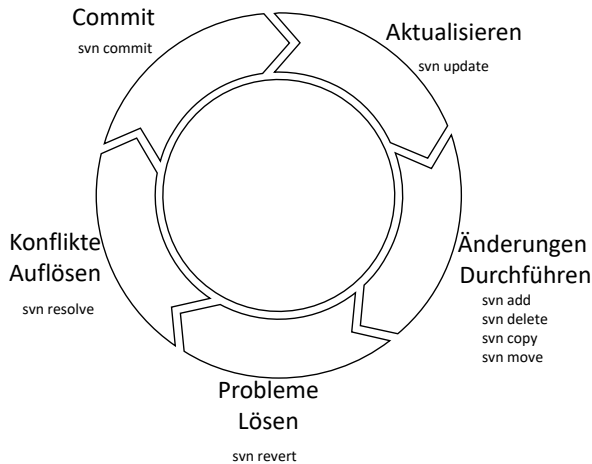 Commit
svn commit
Aktualisieren
svn update
Änderungen
Durchführen
svn add
svn delete
svn copy
svn move
Probleme
Lösen
svn revert
Konflikte
Auflösen
svn resolve